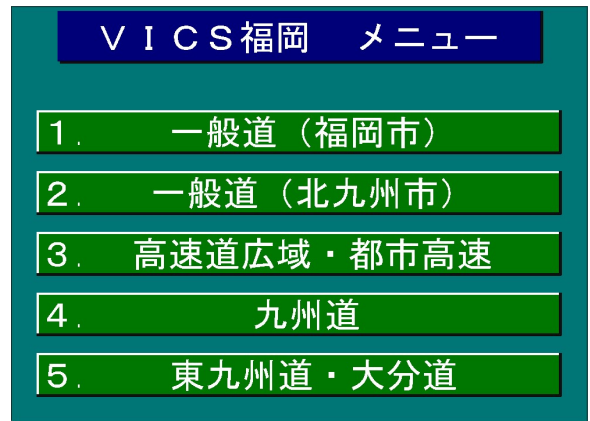 ＶＩＣＳ福岡　メニュー
１．　一般道（福岡市）
２．　一般道（北九州市）
３．　高速道広域・都市高速
４．　九州道
５．　東九州道・大分道